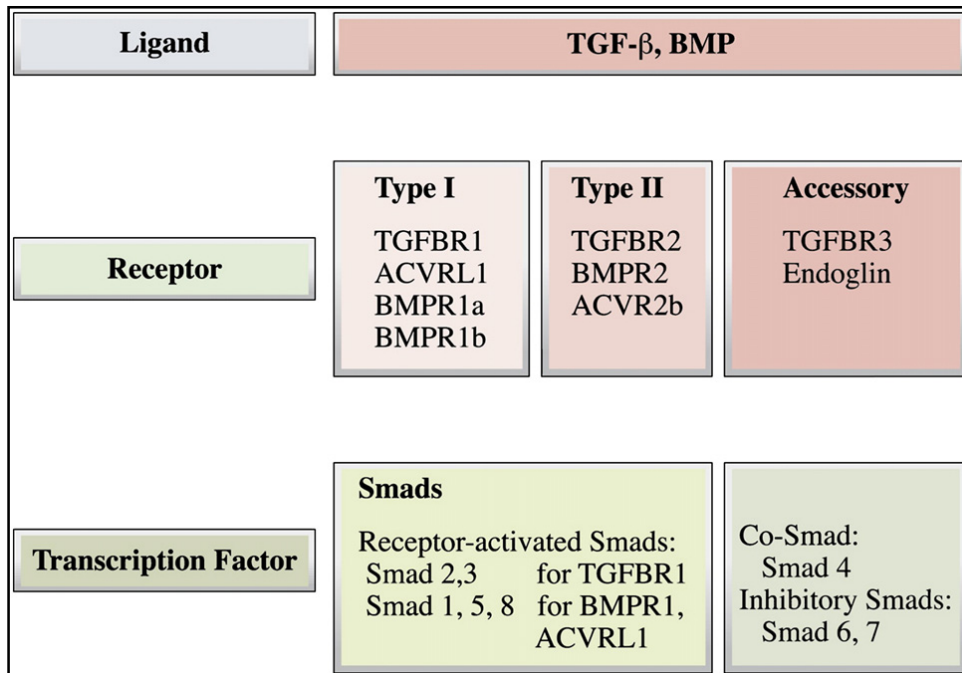 Ligand
TGF-β, BMP
Receptor
Type I
TGFBR1
ACVRL1
BMPR1a
BMPR1b
Type II
TGFBR2
BMPR2
ACVR2b
Accessory
TGFBR3
Endoglin
Transcription Factor
Smads
Receptor-activated Smads:
Smad 2,3 for TGFBR1
Smad 1, 5, 8 for BMPR1,
ACVRL1
Co-Smad:
Smad 4
Inhibitory Smads:
Smad 6, 7